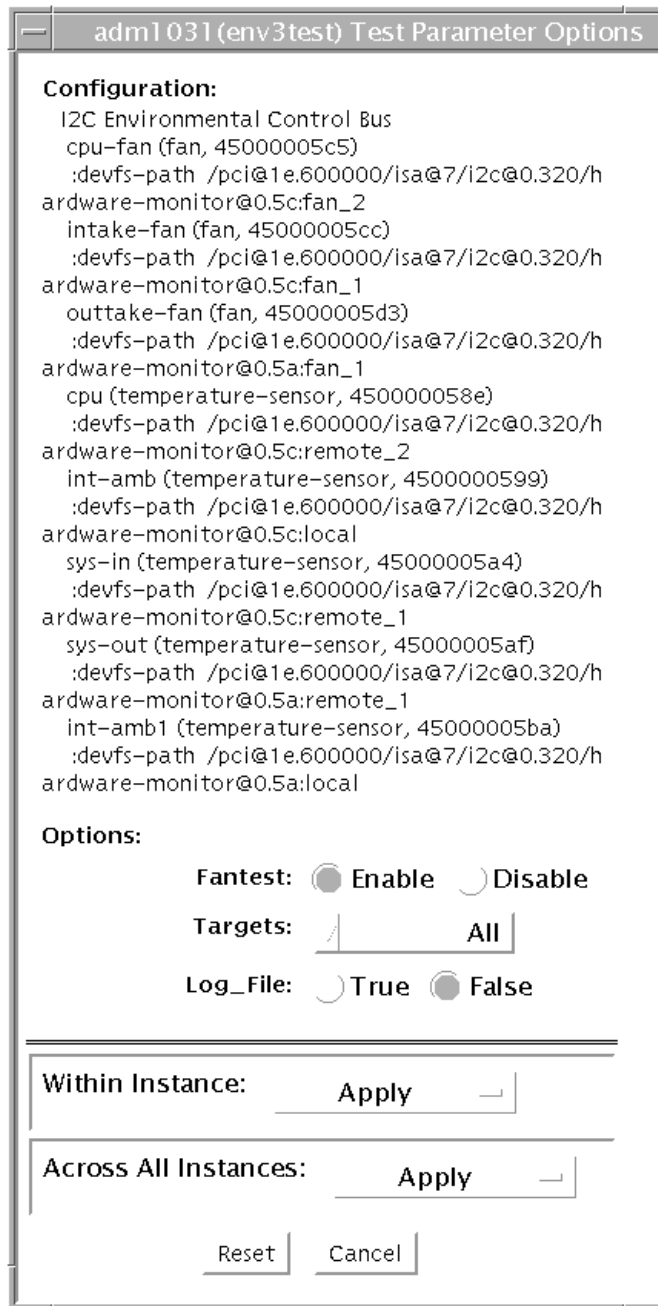 adm1031(env3test) Test Parameter Options
Configuration:
I2C Environmental Control Bus
cpu-fan (fan, 45000005c5)
:devfs-path /pci@1e.600000/isa@7/i2c@0.320/h
ardware-monitor@0.5c:fan_2
intake-fan (fan, 45000005cc)
:devfs-path /pci@1e.600000/isa@7/i2c@0.320/h
ardware-monitor@0.5c:fan_1
outtake-fan (fan, 45000005d3)
:devfs-path /pci@1e.600000/isa@7/i2c@0.320/h
ardware-monitor@0.5a:fan_1
cpu (temperature-sensor, 450000058e)
:devfs-path /pci@1e.600000/isa@7/i2c@0.320/h
ardware-monitor@0.5c:remote_2
int-amb (temperature-sensor, 4500000599)
:devfs-path /pci@1e.600000/isa@7/i2c@0.320/h
ardware-monitor@0.5c:local
sys-in (temperature-sensor, 45000005a4)
:devfs-path /pci@1e.600000/isa@7/i2c@0.320/h
ardware-monitor@0.5c:remote_1
sys-out (temperature-sensor, 45000005af)
:devfs-path /pci@1e.600000/isa@7/i2c@0.320/h
ardware-monitor@0.5a:remote_1
int-amb1 (temperature-sensor, 45000005ba)
:devfs-path /pci@1e.600000/isa@7/i2c@0.320/h
ardware-monitor@0.5a:local
Options:
Fantest: Enable Disable
Targets: All
Log_File: True False
Within Instance: Apply
Across All Instances: Apply
Reset Cancel